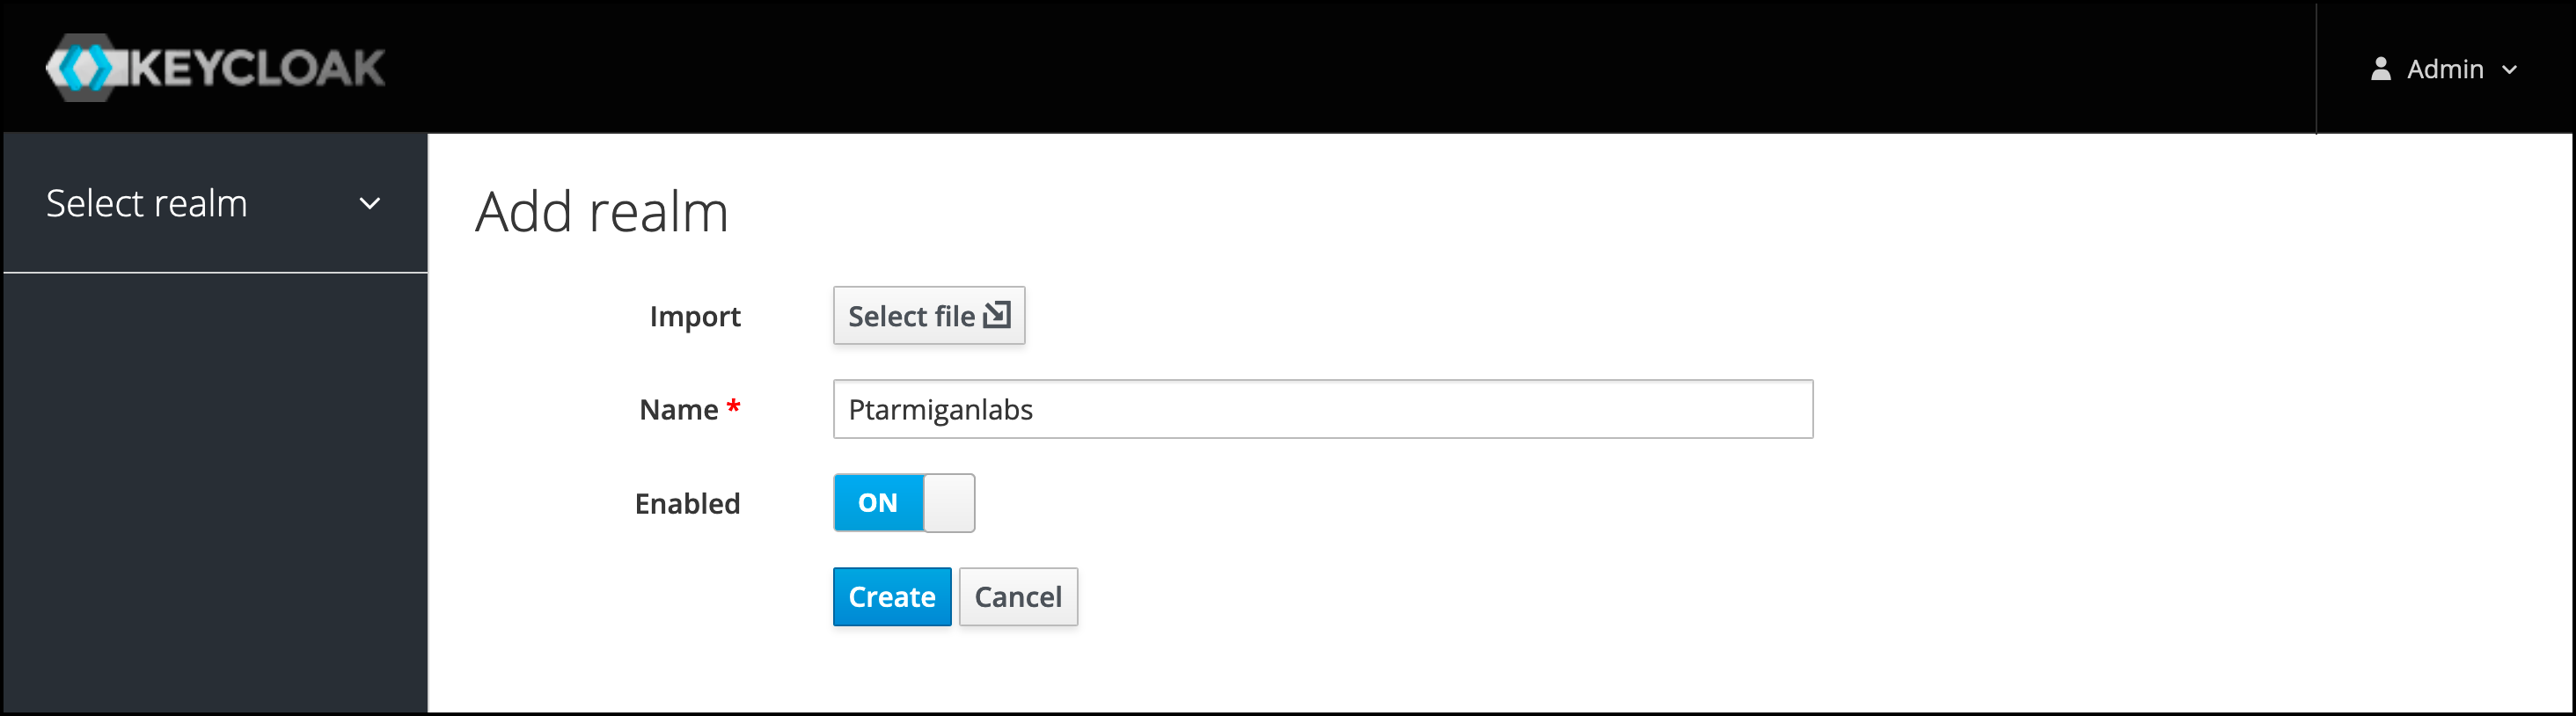 KEYCLOAK
Admin
Select realm
Add realm
Import
Select file
Name *
Ptarmiganlabs
Enabled
ON
Create Cancel